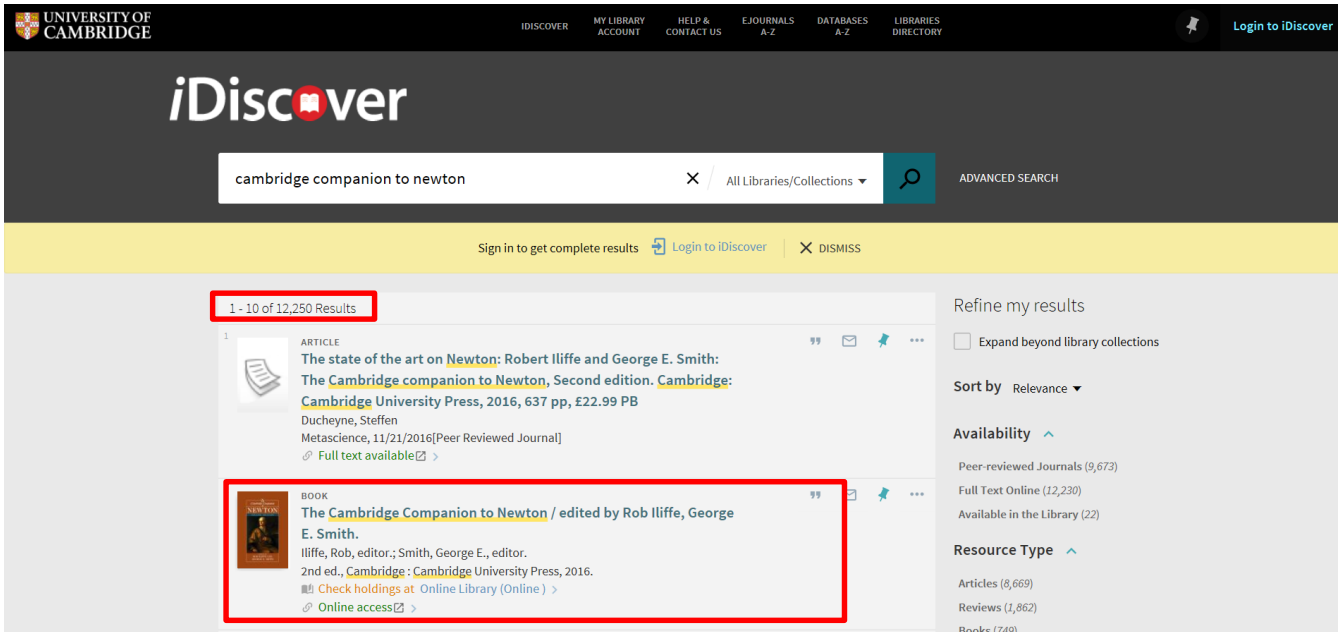 UNIVERSITY OF
CAMBRIDGE
IDISCOVER
MY LIBRARY
ACCOUNT
HELP &
CONTACT US
EJOURNALS
A-Z
DATABASES
A-Z
LIBRARIES
DIRECTORY
Login to iDiscover
iDiscover
cambridge companion to newton
All Libraries/Collections
ADVANCED SEARCH
Sign in to get complete results Login to iDiscover DISMISS
1 - 10 of 12,250 Results
1
ARTICLE
The state of the art on Newton: Robert Iliffe and George E. Smith:
The Cambridge companion to Newton, Second edition. Cambridge:
Cambridge University Press, 2016, 637 pp, £22.99 PB
Ducheyne, Steffen
Metascience, 11/21/2016[Peer Reviewed Journal]
Full text available
NEWTON
BOOK
The Cambridge Companion to Newton / edited by Rob Iliffe, George
E. Smith.
Iliffe, Rob, editor.; Smith, George E., editor.
2nd ed., Cambridge : Cambridge University Press, 2016.
Check holdings at Online Library (Online )
Online access
Refine my results
Expand beyond library collections
Sort by Relevance
Availability
Peer-reviewed Journals (9,673)
Full Text Online (12,230)
Available in the Library (22)
Resource Type
Articles (8,669)
Reviews (1,862)
Books (749)